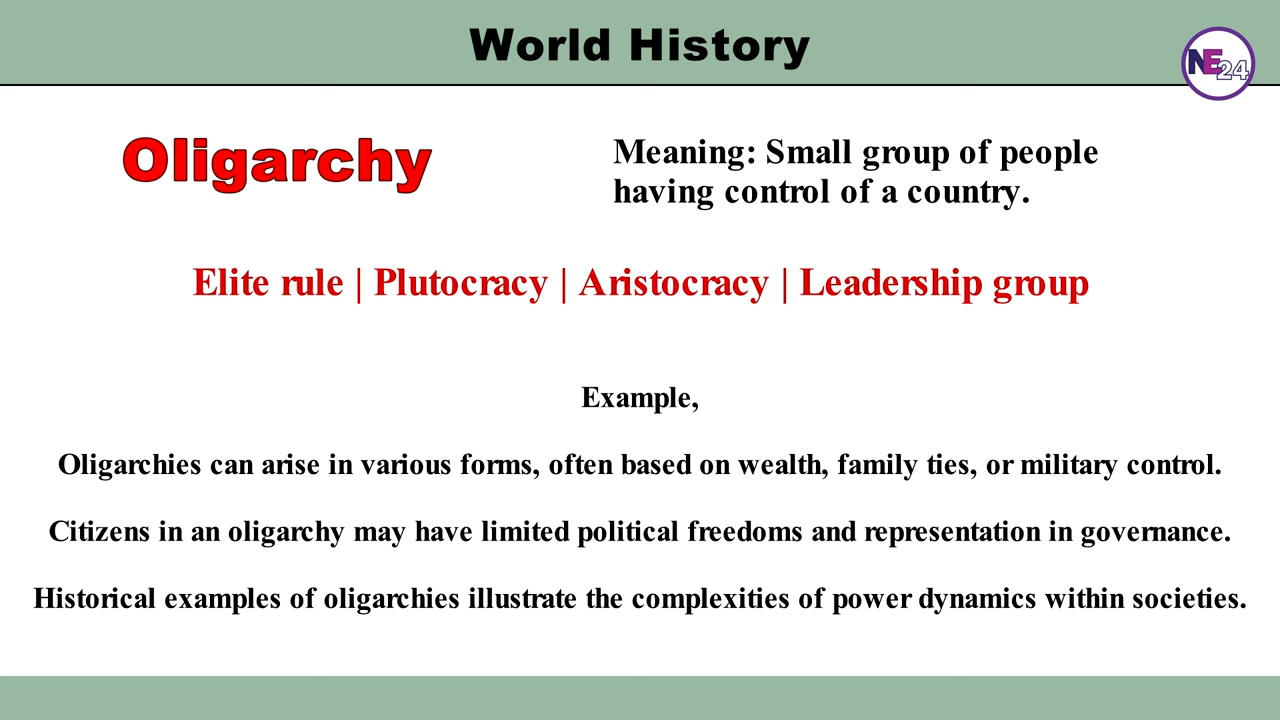 World History
NE24
Oligarchy
Meaning: Small group of people
having control of a country.
Elite rule | Plutocracy | Aristocracy | Leadership group
Example,
Oligarchies can arise in various forms, often based on wealth, family ties, or military control.
Citizens in an oligarchy may have limited political freedoms and representation in governance.
Historical examples of oligarchies illustrate the complexities of power dynamics within societies.